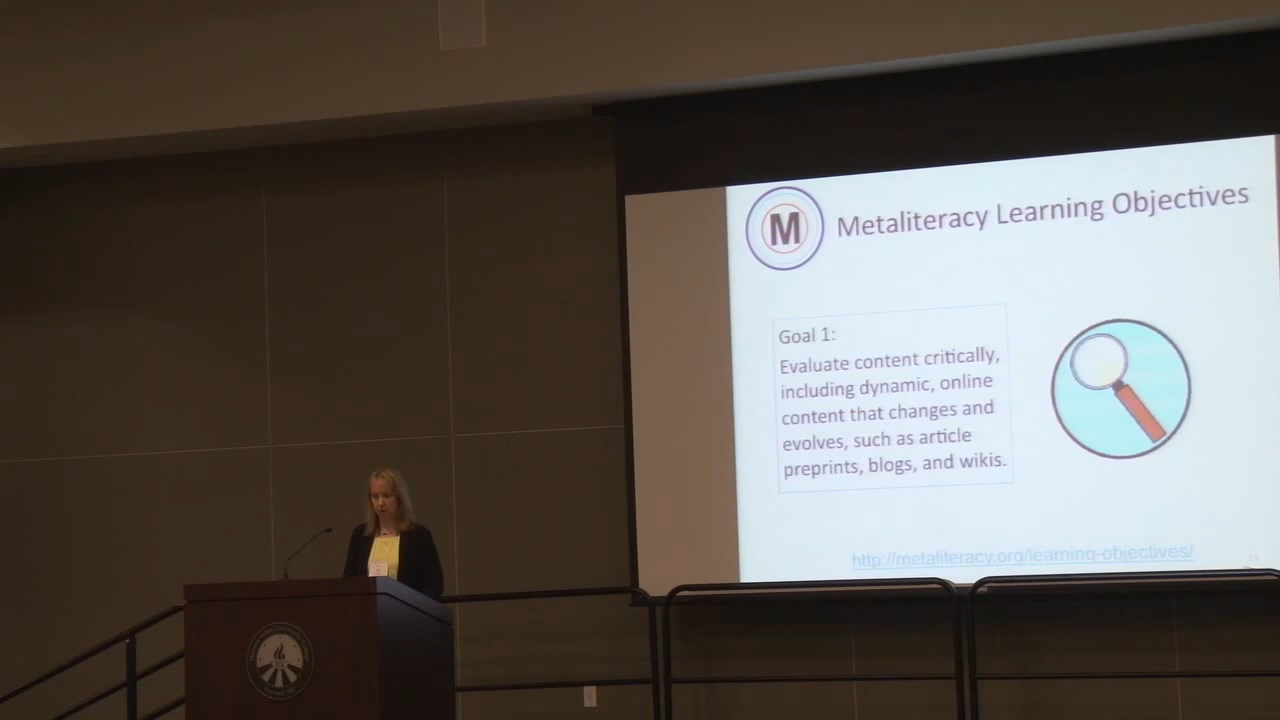 M
Metaliteracy Learning Objectives
Goal 1:
Evaluate content critically,
including dynamic, online
content that changes and
evolves, such as article
preprints, blogs, and wikis.
http://metaliteracy.org/learning-objectives/